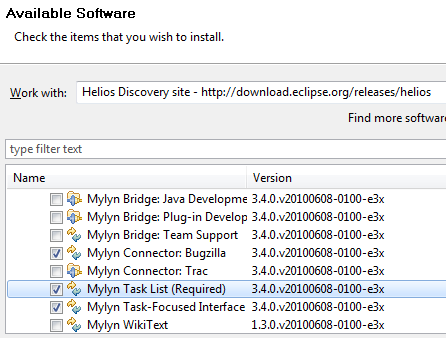 Available Software
Check the items that you wish to install.
Work with: Helios Discovery site - http://download.eclipse.org/releases/helios
Find more software
type filter text
Name Version
Mylyn Bridge: Java Developme 3.4.0.v20100608-0100-e3x
Mylyn Bridge: Plug-in Develop 3.4.0.v20100608-0100-e3x
Mylyn Bridge: Team Support 3.4.0.v20100608-0100-e3x
Mylyn Connector: Bugzilla 3.4.0.v20100608-0100-e3x
Mylyn Connector: Trac 3.4.0.v20100608-0100-e3x
Mylyn Task List (Required) 3.4.0.v20100608-0100-e3x
Mylyn Task-Focused Interface 3.4.0.v20100608-0100-e3x
Mylyn WikiText 1.3.0.v20100608-0100-e3x